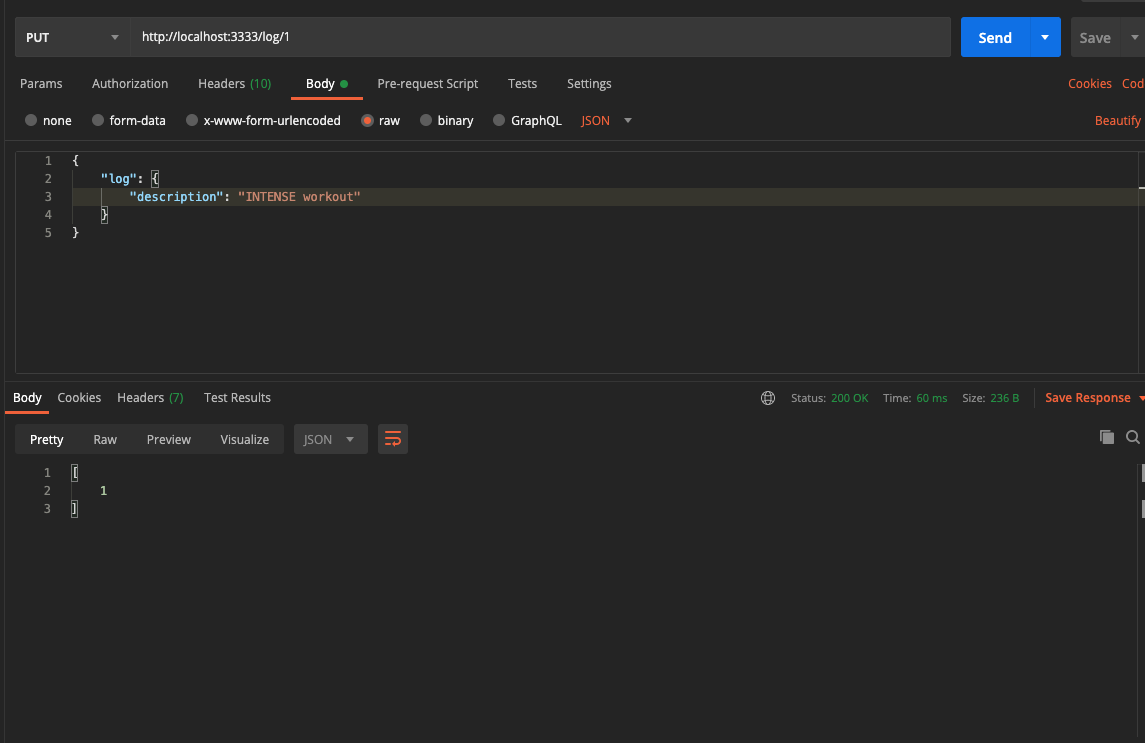 PUT http://localhost:3333/log/1 Send Save
Params Authorization Headers (10) Body Pre-request Script Tests Settings Cookies Cod
none form-data x-www-form-urlencoded raw binary GraphQL JSON Beautify
1 {
2 "log": {
3 "description": "INTENSE workout"
4 }
5 }
Body Cookies Headers (7) Test Results Status: 200 OK Time: 60 ms Size: 236 B Save Response
Pretty Raw Preview Visualize JSON
1 [
2 1
3 ]